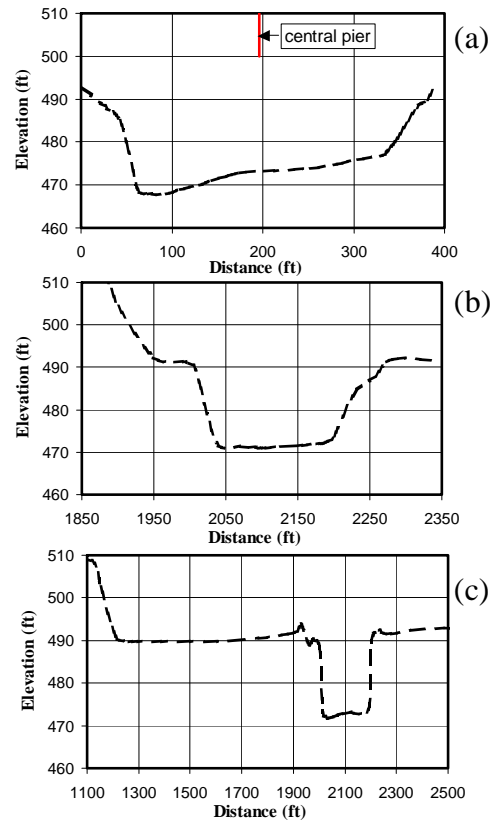 510
central pier
(a)
500
490
480
470
460
0 100 200 300 400
Elevation (ft)
Distance (ft)
510
(b)
500
490
480
470
460
1850 1950 2050 2150 2250 2350
Elevation (ft)
Distance (ft)
510
(c)
500
490
480
470
460
1100 1300 1500 1700 1900 2100 2300 2500
Elevation (ft)
Distance (ft)